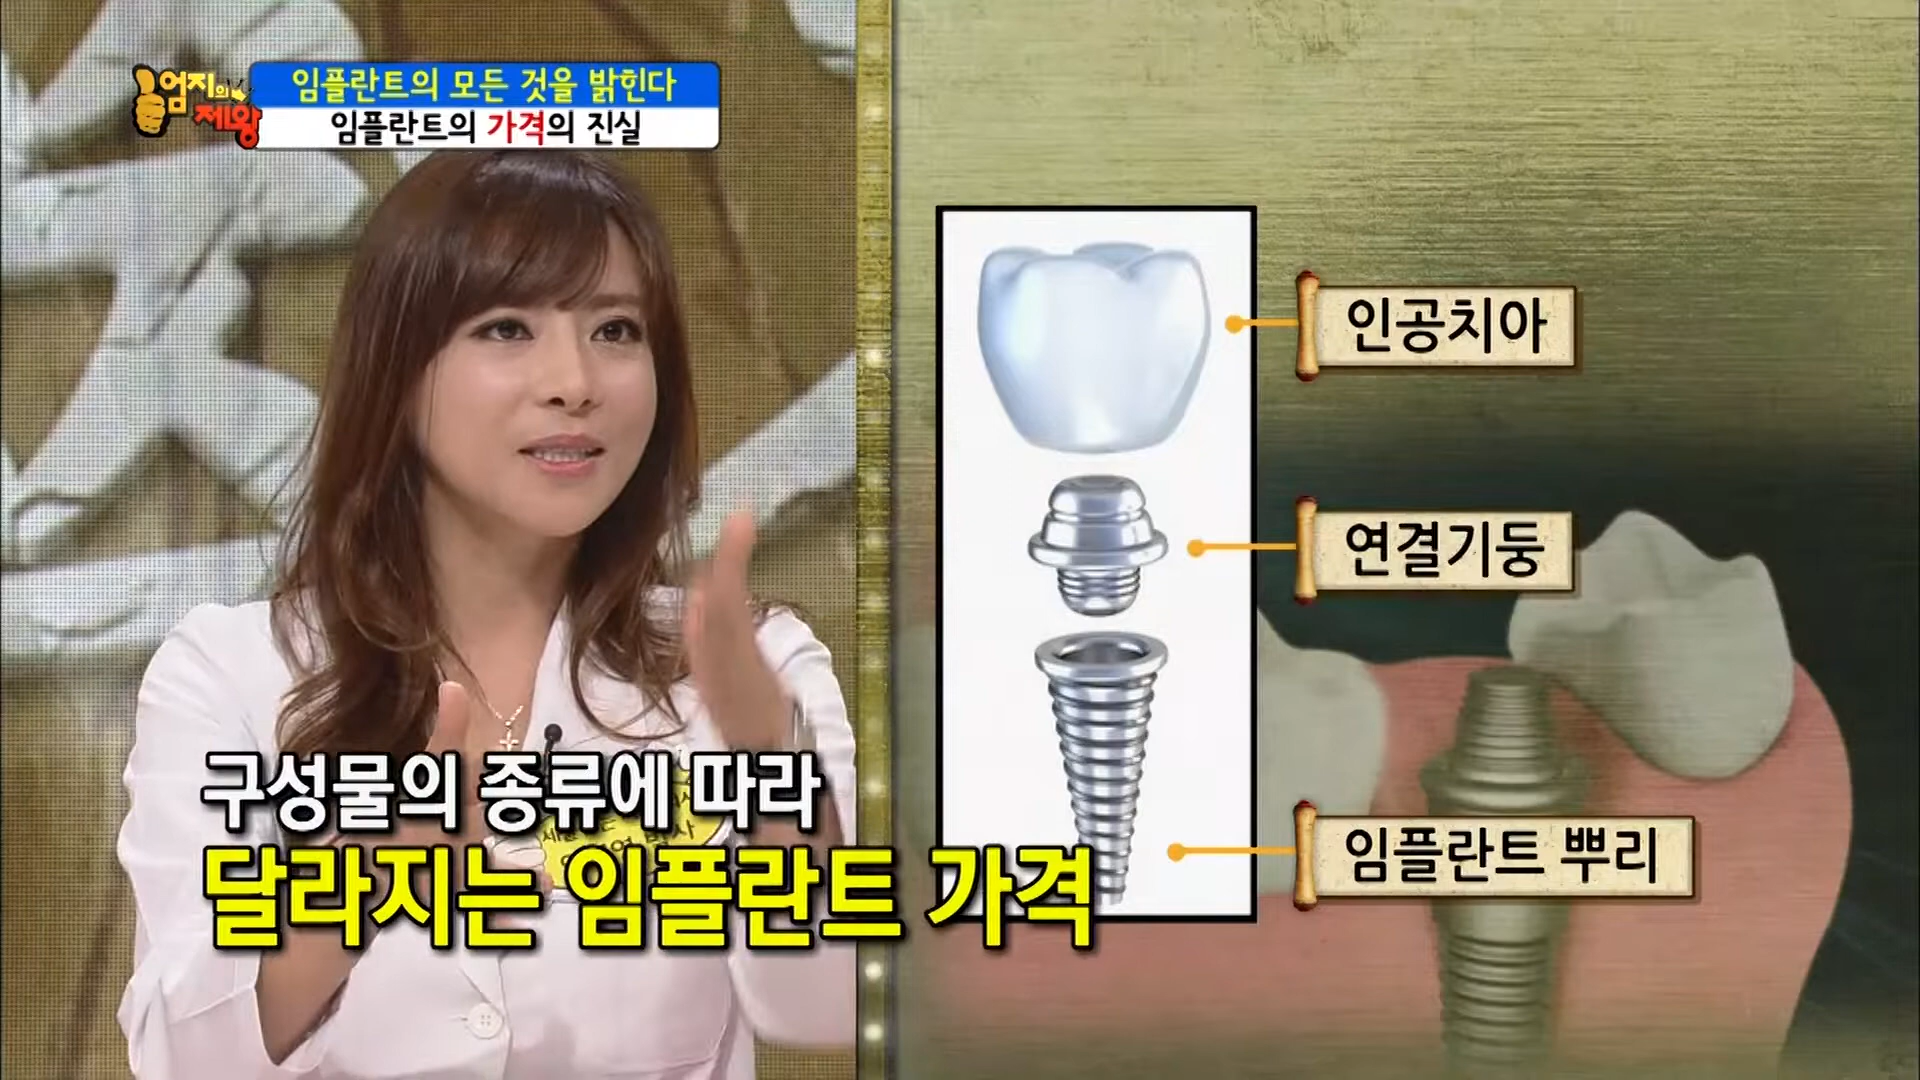 엄지의 제왕
임플란트의 모든 것을 밝힌다
임플란트의 가격의 진실
인공치아
연결기둥
임플란트 뿌리
구성물의 종류에 따라
달라지는 임플란트 가격